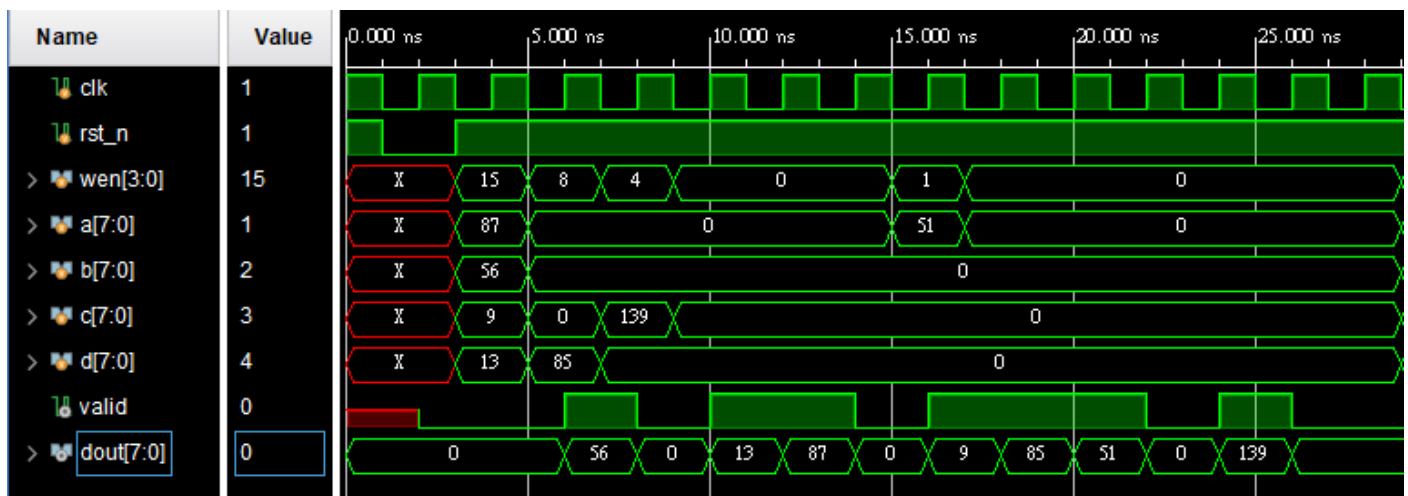 Name Value 0.000 ns 5.000 ns 10.000 ns 15.000 ns 20.000 ns 25.000 ns
clk 1
rst_n 1
wen[3:0] 15 X 15 8 4 0 1 0
a[7:0] 1 X 87 0 51 0
b[7:0] 2 X 56 0
c[7:0] 3 X 9 0 139 0
d[7:0] 4 X 13 85 0
valid 0
dout[7:0] 0 0 56 0 13 87 0 9 85 51 0 139